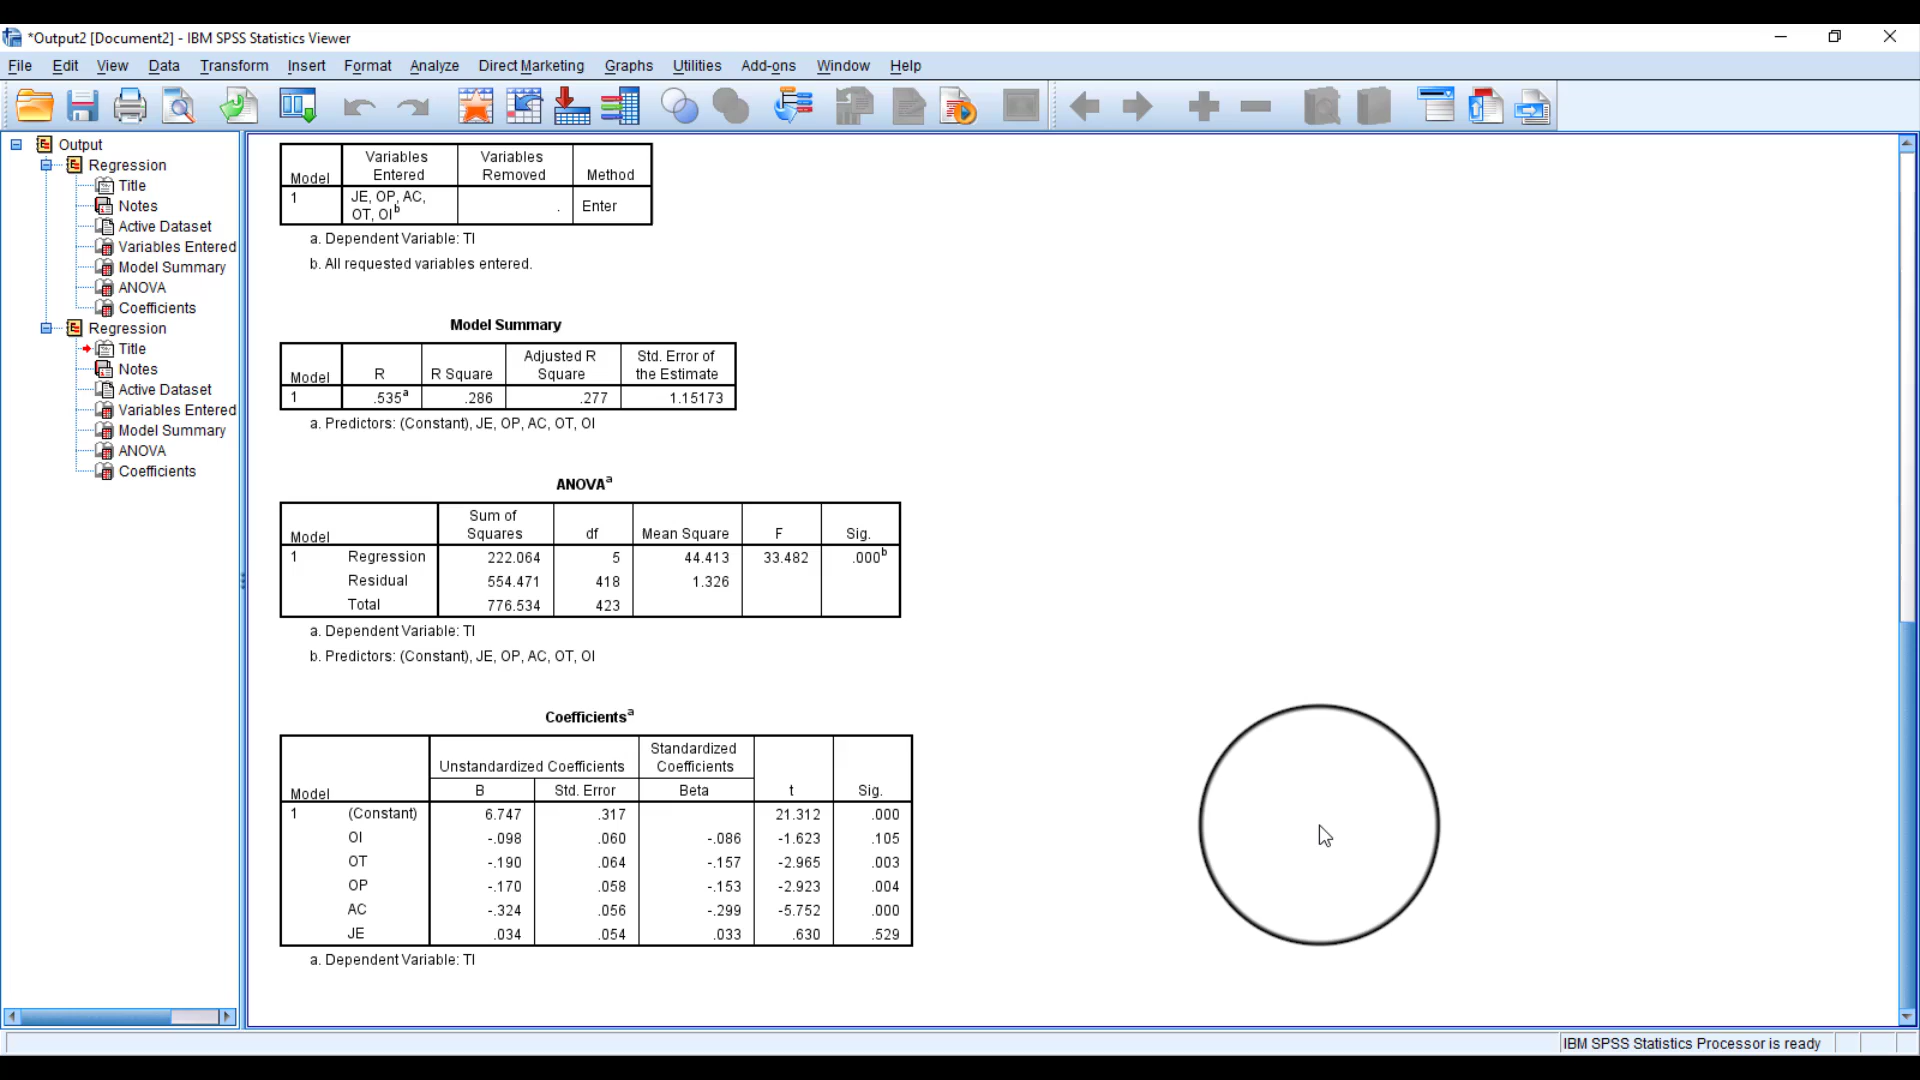 *Output2 [Document2] - IBM SPSS Statistics Viewer
File Edit View Data Transform Insert Format Analyze Direct Marketing Graphs Utilities Add-ons Window Help
Output
Regression
Title
Notes
Active Dataset
Variables Entered
Model Summary
ANOVA
Coefficients
Regression
Title
Notes
Active Dataset
Variables Entered
Model Summary
ANOVA
Coefficients
Model Variables Entered Variables Removed Method
1 JE, OP, AC, OT, OIb . Enter
a. Dependent Variable: TI
b. All requested variables entered.
Model Summary
Model R R Square Adjusted R Square Std. Error of the Estimate
1 .535a .286 .277 1.15173
a. Predictors: (Constant), JE, OP, AC, OT, OI
ANOVAa
Model Sum of Squares df Mean Square F Sig.
1 Regression 222.064 5 44.413 33.482 .000b
Residual 554.471 418 1.326
Total 776.534 423
a. Dependent Variable: TI
b. Predictors: (Constant), JE, OP, AC, OT, OI
Coefficientsa
Model Unstandardized Coefficients Standardized Coefficients t Sig.
B Std. Error Beta
1 (Constant) 6.747 .317 21.312 .000
OI -.098 .060 -.086 -1.623 .105
OT -.190 .064 -.157 -2.965 .003
OP -.170 .058 -.153 -2.923 .004
AC -.324 .056 -.299 -5.752 .000
JE .034 .054 .033 .630 .529
a. Dependent Variable: TI
IBM SPSS Statistics Processor is ready